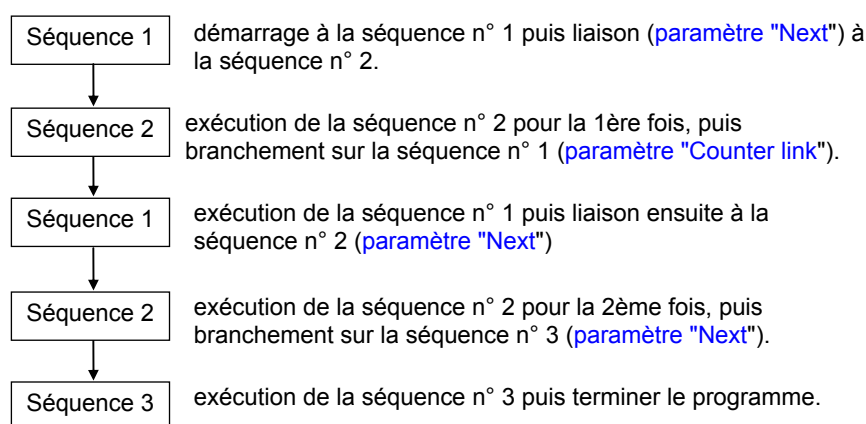 Séquence 1
démarrage à la séquence n° 1 puis liaison (paramètre "Next") à
la séquence n° 2.
Séquence 2
exécution de la séquence n° 2 pour la 1ère fois, puis
branchement sur la séquence n° 1 (paramètre "Counter link").
Séquence 1
exécution de la séquence n° 1 puis liaison ensuite à la
séquence n° 2 (paramètre "Next")
Séquence 2
exécution de la séquence n° 2 pour la 2ème fois, puis
branchement sur la séquence n° 3 (paramètre "Next").
Séquence 3
exécution de la séquence n° 3 puis terminer le programme.